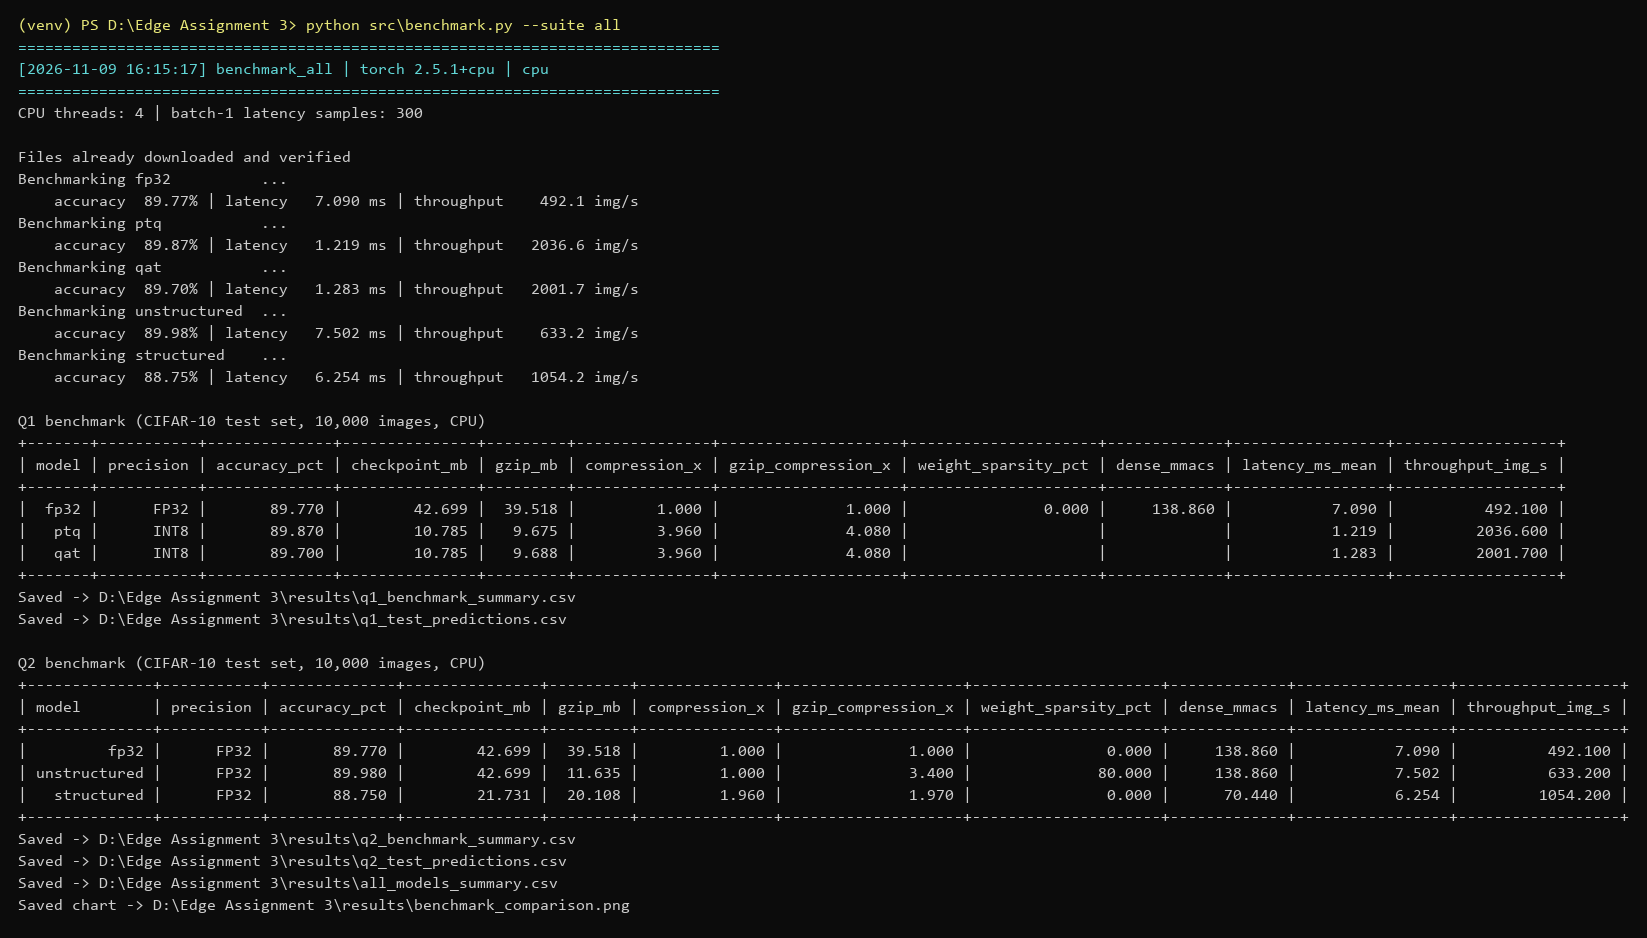 (venv) PS D:\Edge Assignment 3> python src\benchmark.py --suite all
==============================================================================
[2026-11-09 16:15:17] benchmark_all | torch 2.5.1+cpu | cpu
==============================================================================
CPU threads: 4 | batch-1 latency samples: 300

Files already downloaded and verified
Benchmarking fp32          ...
    accuracy  89.77% | latency   7.090 ms | throughput    492.1 img/s
Benchmarking ptq           ...
    accuracy  89.87% | latency   1.219 ms | throughput   2036.6 img/s
Benchmarking qat           ...
    accuracy  89.70% | latency   1.283 ms | throughput   2001.7 img/s
Benchmarking unstructured  ...
    accuracy  89.98% | latency   7.502 ms | throughput    633.2 img/s
Benchmarking structured    ...
    accuracy  88.75% | latency   6.254 ms | throughput   1054.2 img/s

Q1 benchmark (CIFAR-10 test set, 10,000 images, CPU)
+-------+-----------+--------------+---------------+---------+---------------+--------------------+---------------------+-------------+-----------------+------------------+
| model | precision | accuracy_pct | checkpoint_mb | gzip_mb | compression_x | gzip_compression_x | weight_sparsity_pct | dense_mmacs | latency_ms_mean | throughput_img_s |
+-------+-----------+--------------+---------------+---------+---------------+--------------------+---------------------+-------------+-----------------+------------------+
|  fp32 |      FP32 |       89.770 |        42.699 |  39.518 |         1.000 |              1.000 |               0.000 |     138.860 |           7.090 |          492.100 |
|   ptq |      INT8 |       89.870 |        10.785 |   9.675 |         3.960 |              4.080 |                     |             |           1.219 |         2036.600 |
|   qat |      INT8 |       89.700 |        10.785 |   9.688 |         3.960 |              4.080 |                     |             |           1.283 |         2001.700 |
+-------+-----------+--------------+---------------+---------+---------------+--------------------+---------------------+-------------+-----------------+------------------+
Saved -> D:\Edge Assignment 3\results\q1_benchmark_summary.csv
Saved -> D:\Edge Assignment 3\results\q1_test_predictions.csv

Q2 benchmark (CIFAR-10 test set, 10,000 images, CPU)
+--------------+-----------+--------------+---------------+---------+---------------+--------------------+---------------------+-------------+-----------------+------------------+
| model        | precision | accuracy_pct | checkpoint_mb | gzip_mb | compression_x | gzip_compression_x | weight_sparsity_pct | dense_mmacs | latency_ms_mean | throughput_img_s |
+--------------+-----------+--------------+---------------+---------+---------------+--------------------+---------------------+-------------+-----------------+------------------+
|         fp32 |      FP32 |       89.770 |        42.699 |  39.518 |         1.000 |              1.000 |               0.000 |     138.860 |           7.090 |          492.100 |
| unstructured |      FP32 |       89.980 |        42.699 |  11.635 |         1.000 |              3.400 |              80.000 |     138.860 |           7.502 |          633.200 |
|   structured |      FP32 |       88.750 |        21.731 |  20.108 |         1.960 |              1.970 |               0.000 |      70.440 |           6.254 |         1054.200 |
+--------------+-----------+--------------+---------------+---------+---------------+--------------------+---------------------+-------------+-----------------+------------------+
Saved -> D:\Edge Assignment 3\results\q2_benchmark_summary.csv
Saved -> D:\Edge Assignment 3\results\q2_test_predictions.csv
Saved -> D:\Edge Assignment 3\results\all_models_summary.csv
Saved chart -> D:\Edge Assignment 3\results\benchmark_comparison.png